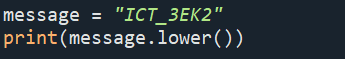 message = "ICT_3EK2"
print(message.lower())